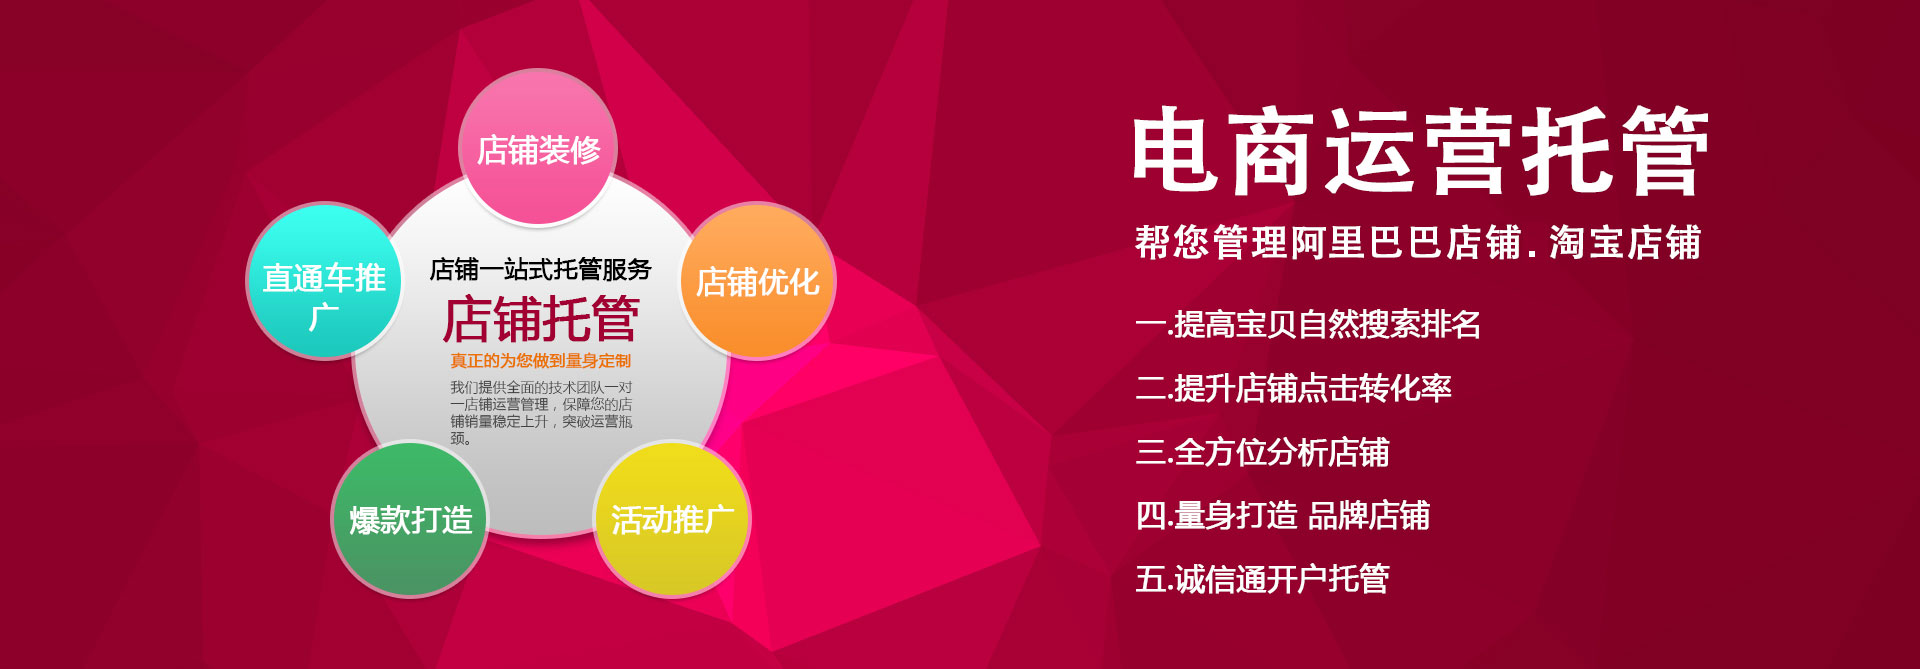 店铺装修
直通车推
广
店铺优化
店铺一站式托管服务
店铺托管
真正的为您做到量身定制
我们提供全面的技术团队一对
一店铺运营管理，保障您的店
铺销量稳定上升，突破运营瓶
颈。
爆款打造
活动推广
电商运营托管
帮您管理阿里巴巴店铺.淘宝店铺
一.提高宝贝自然搜索排名
二.提升店铺点击转化率
三.全方位分析店铺
四.量身打造 品牌店铺
五.诚信通开户托管